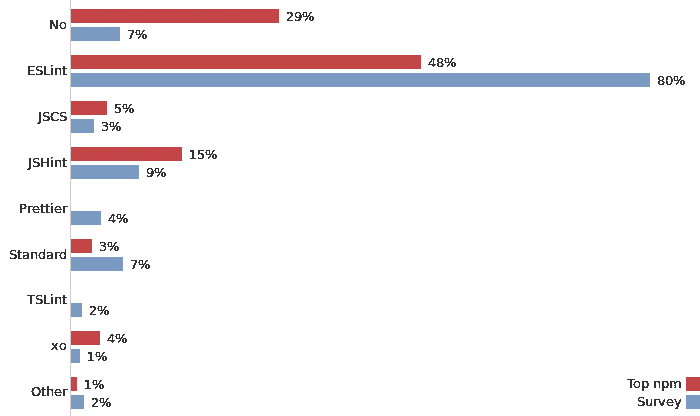 No
29%
7%
ESLint
48%
80%
JSCS
5%
3%
JSHint
15%
9%
Prettier
4%
Standard
3%
7%
TSLint
2%
xo
4%
1%
Other
1%
2%
Top npm
Survey